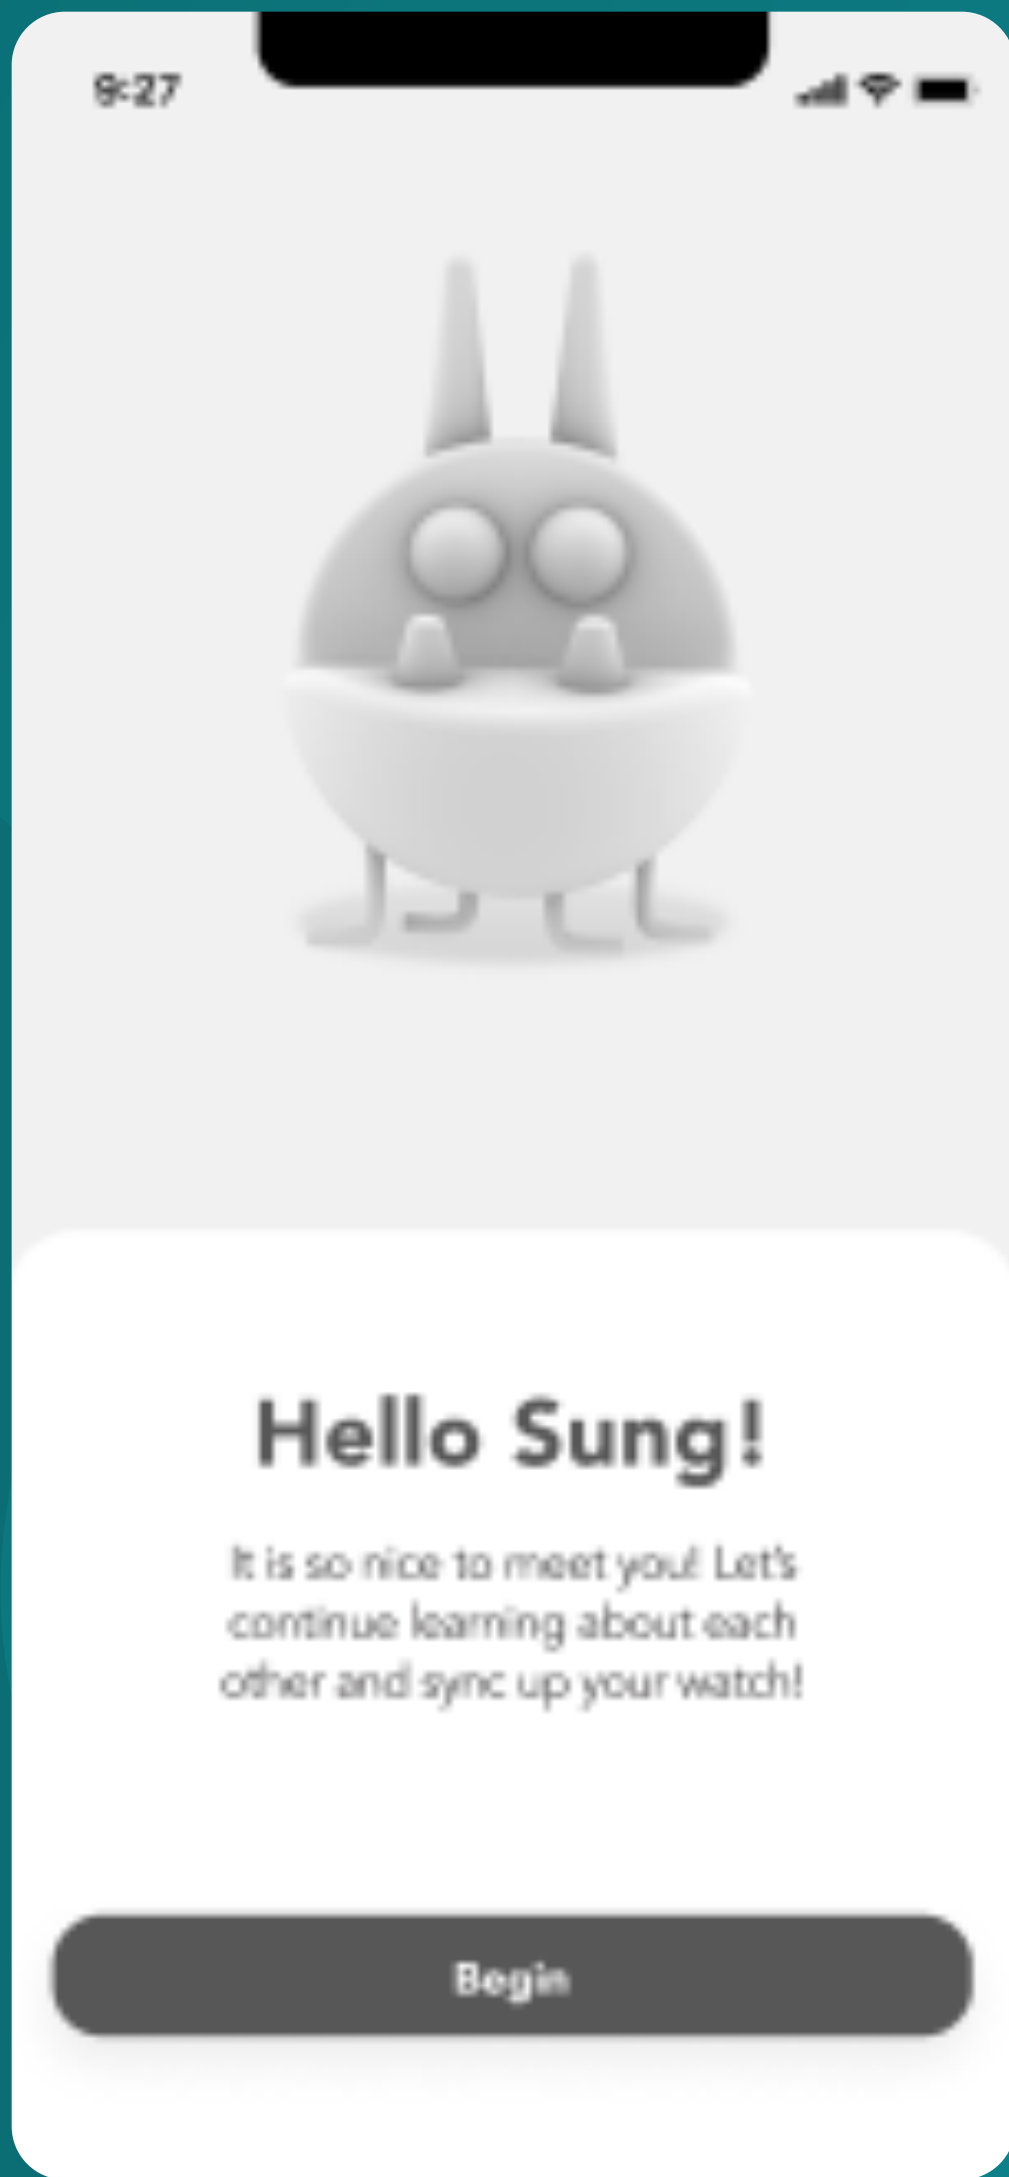 9:27
Hello Sung!
It is so nice to meet you! Let's
continue learning about each
other and sync up your watch!
Begin